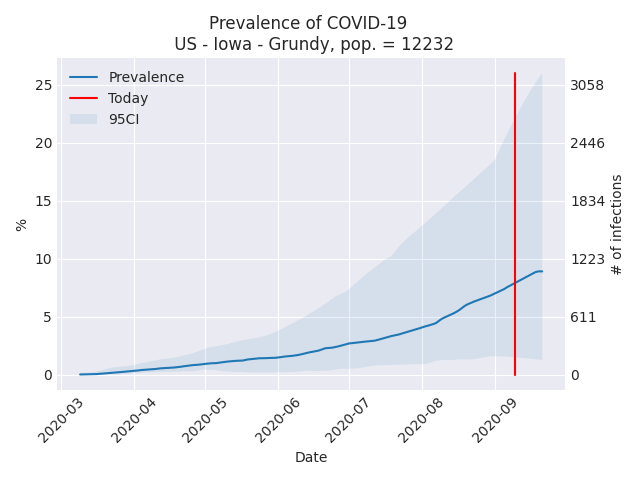 Prevalence of COVID-19
US - Iowa - Grundy, pop. = 12232
Prevalence
Today
95CI
25
20
15
10
5
0
%
3058
2446
1834
1223
611
0
# of infections
2020-03
2020-04
2020-05
2020-06
2020-07
2020-08
2020-09
Date